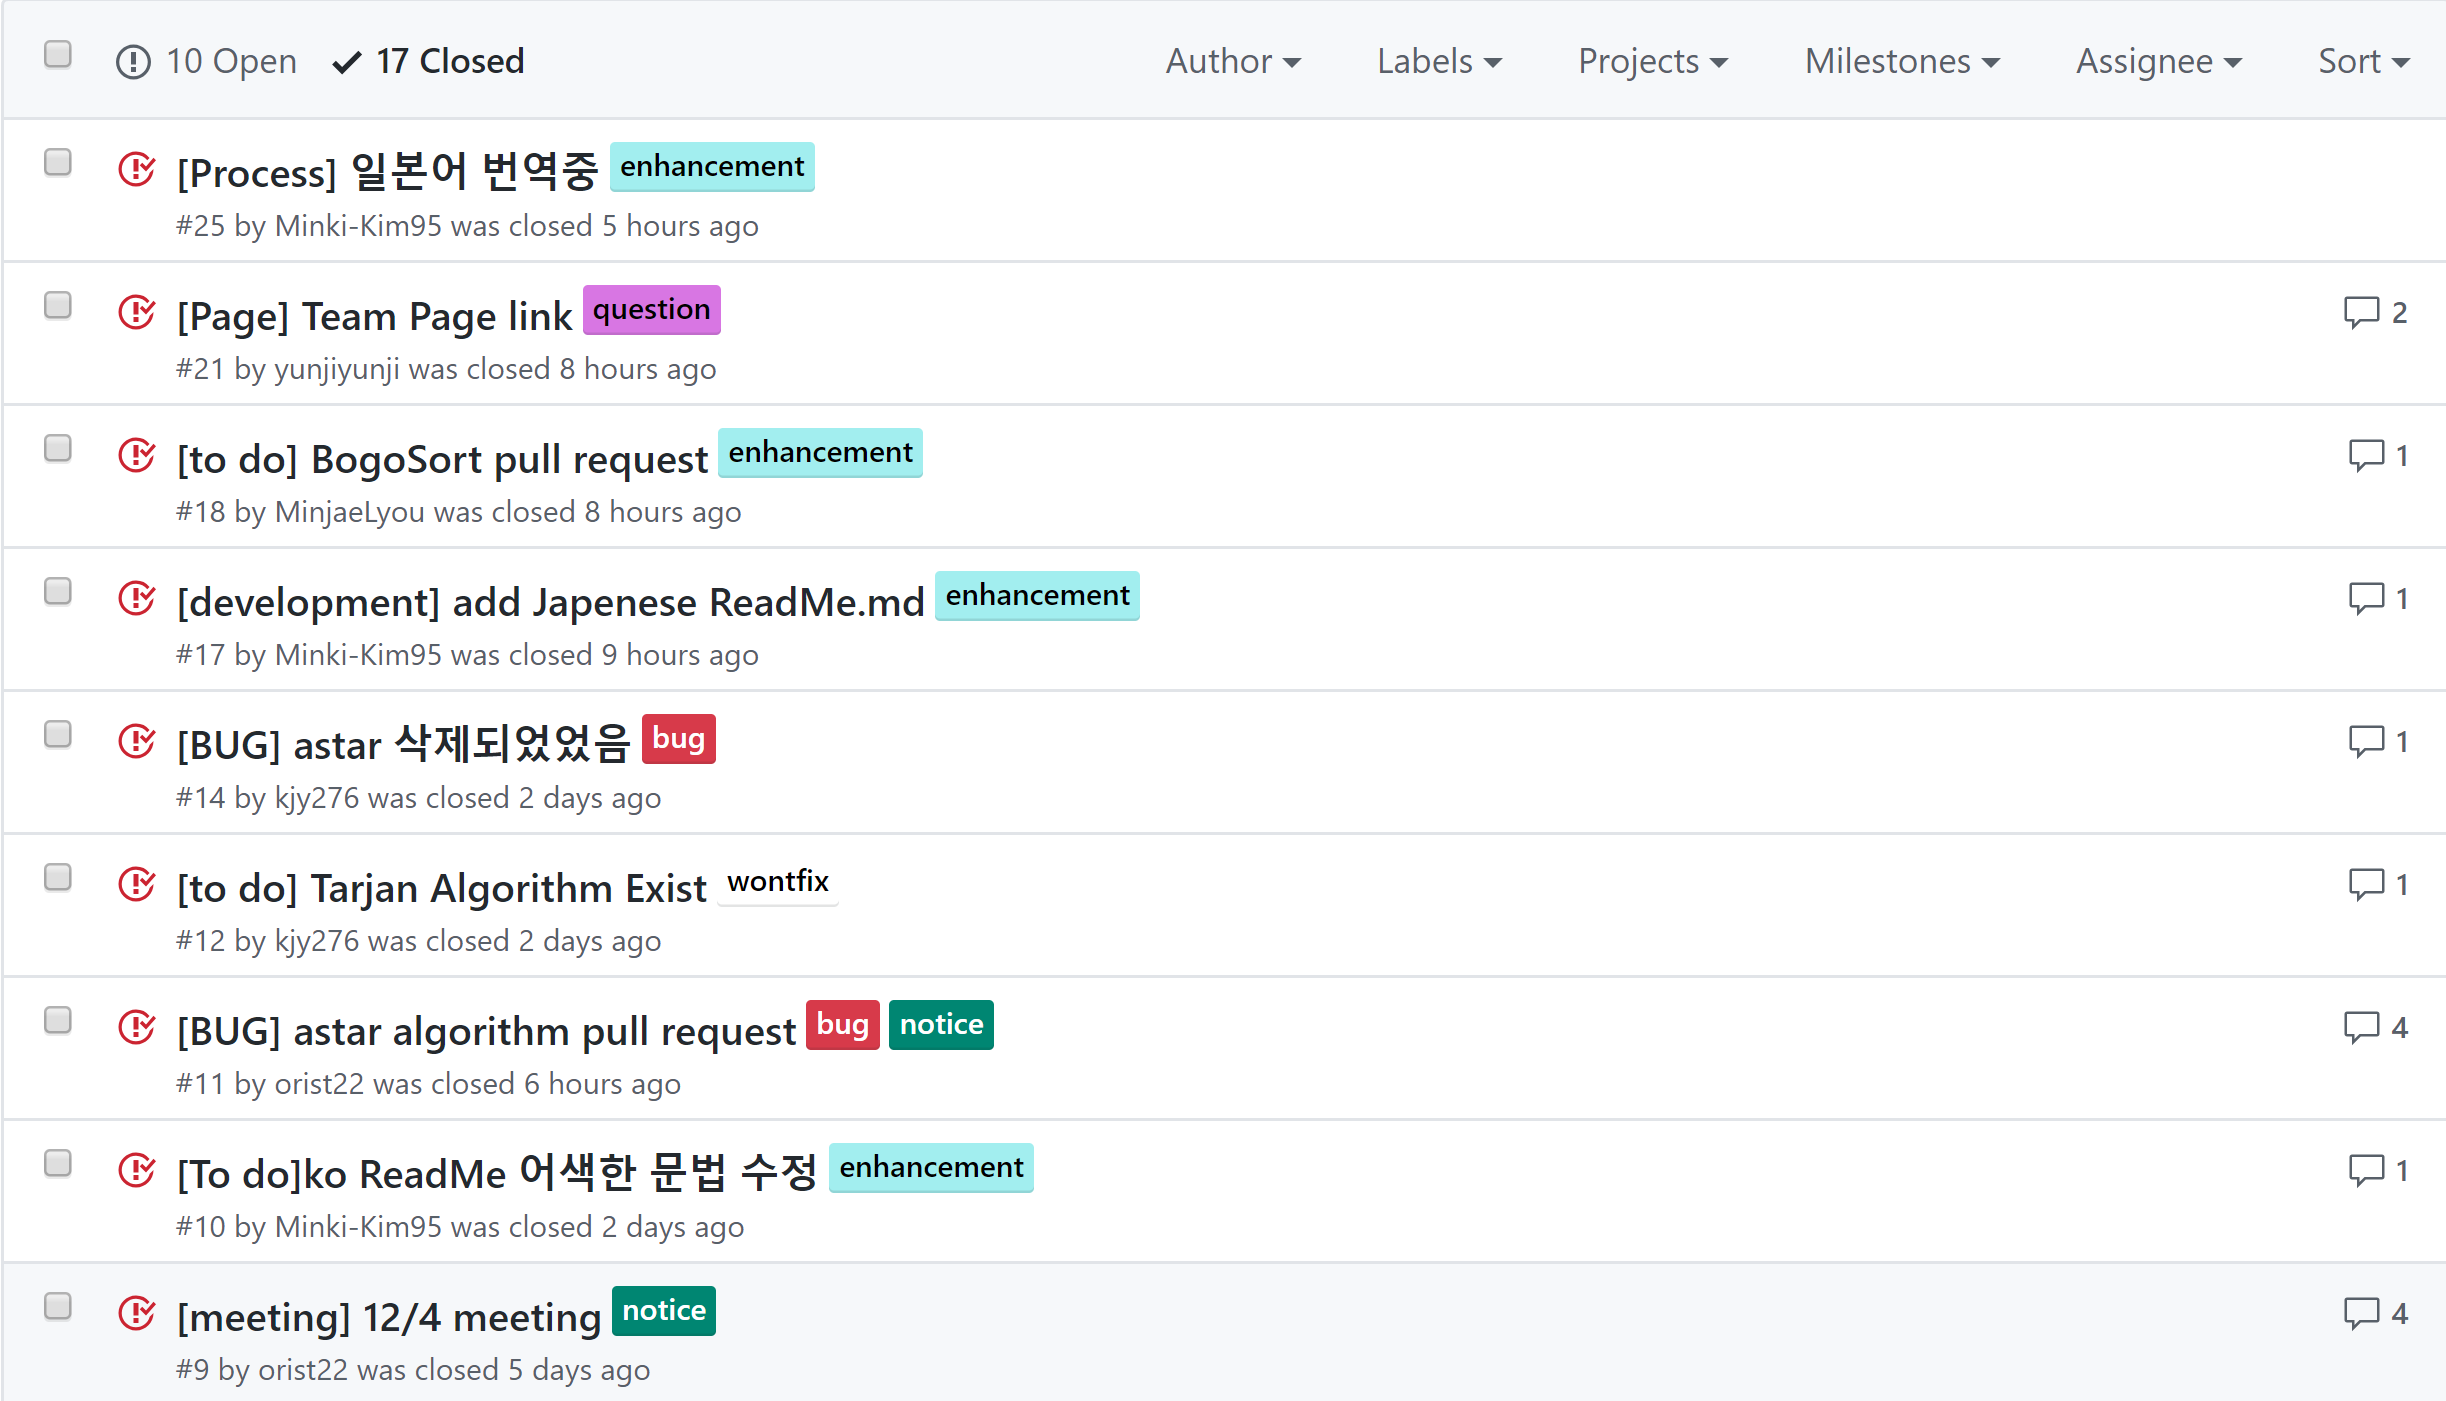 10 Open 17 Closed Author Labels Projects Milestones Assignee Sort
[Process] 일본어 번역중 enhancement
#25 by Minki-Kim95 was closed 5 hours ago
[Page] Team Page link question 2
#21 by yunjiyunji was closed 8 hours ago
[to do] BogoSort pull request enhancement 1
#18 by MinjaeLyou was closed 8 hours ago
[development] add Japenese ReadMe.md enhancement 1
#17 by Minki-Kim95 was closed 9 hours ago
[BUG] astar 삭제되었었음 bug 1
#14 by kjy276 was closed 2 days ago
[to do] Tarjan Algorithm Exist wontfix 1
#12 by kjy276 was closed 2 days ago
[BUG] astar algorithm pull request bug notice 4
#11 by orist22 was closed 6 hours ago
[To do]ko ReadMe 어색한 문법 수정 enhancement 1
#10 by Minki-Kim95 was closed 2 days ago
[meeting] 12/4 meeting notice 4
#9 by orist22 was closed 5 days ago